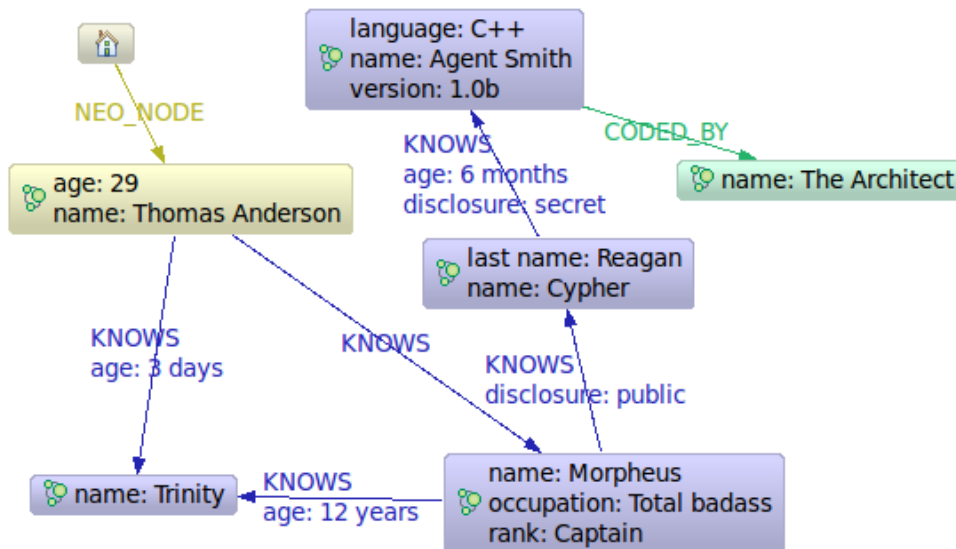 language: C++
name: Agent Smith
version: 1.0b
NEO_NODE
CODED_BY
KNOWS
age: 6 months
disclosure: secret
name: The Architect
age: 29
name: Thomas Anderson
last name: Reagan
name: Cypher
KNOWS
age: 3 days
KNOWS
KNOWS
disclosure: public
name: Trinity
KNOWS
age: 12 years
name: Morpheus
occupation: Total badass
rank: Captain